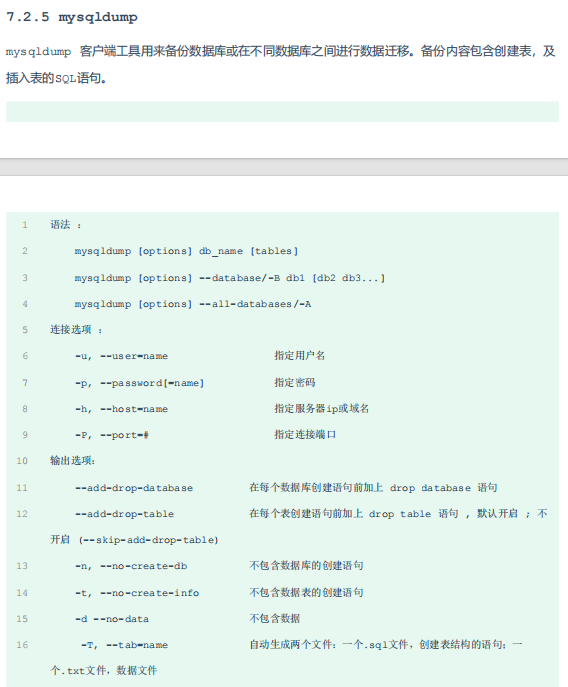 7.2.5 mysqldump
mysqldump 客户端工具用来备份数据库或在不同数据库之间进行数据迁移。备份内容包含创建表，及
插入表的SQL语句。
1 语法 ：
2 mysqldump [options] db_name [tables]
3 mysqldump [options] --database/-B db1 [db2 db3...]
4 mysqldump [options] --all-databases/-A
5 连接选项 ：
6 -u, --user=name 指定用户名
7 -p, --password[=name] 指定密码
8 -h, --host=name 指定服务器ip或域名
9 -P, --port=# 指定连接端口
10 输出选项：
11 --add-drop-database 在每个数据库创建语句前加上 drop database 语句
12 --add-drop-table 在每个表创建语句前加上 drop table 语句 , 默认开启 ; 不
开启 (--skip-add-drop-table)
13 -n, --no-create-db 不包含数据库的创建语句
14 -t, --no-create-info 不包含数据表的创建语句
15 -d --no-data 不包含数据
16 -T, --tab=name 自动生成两个文件：一个.sql文件，创建表结构的语句；一
个.txt文件，数据文件